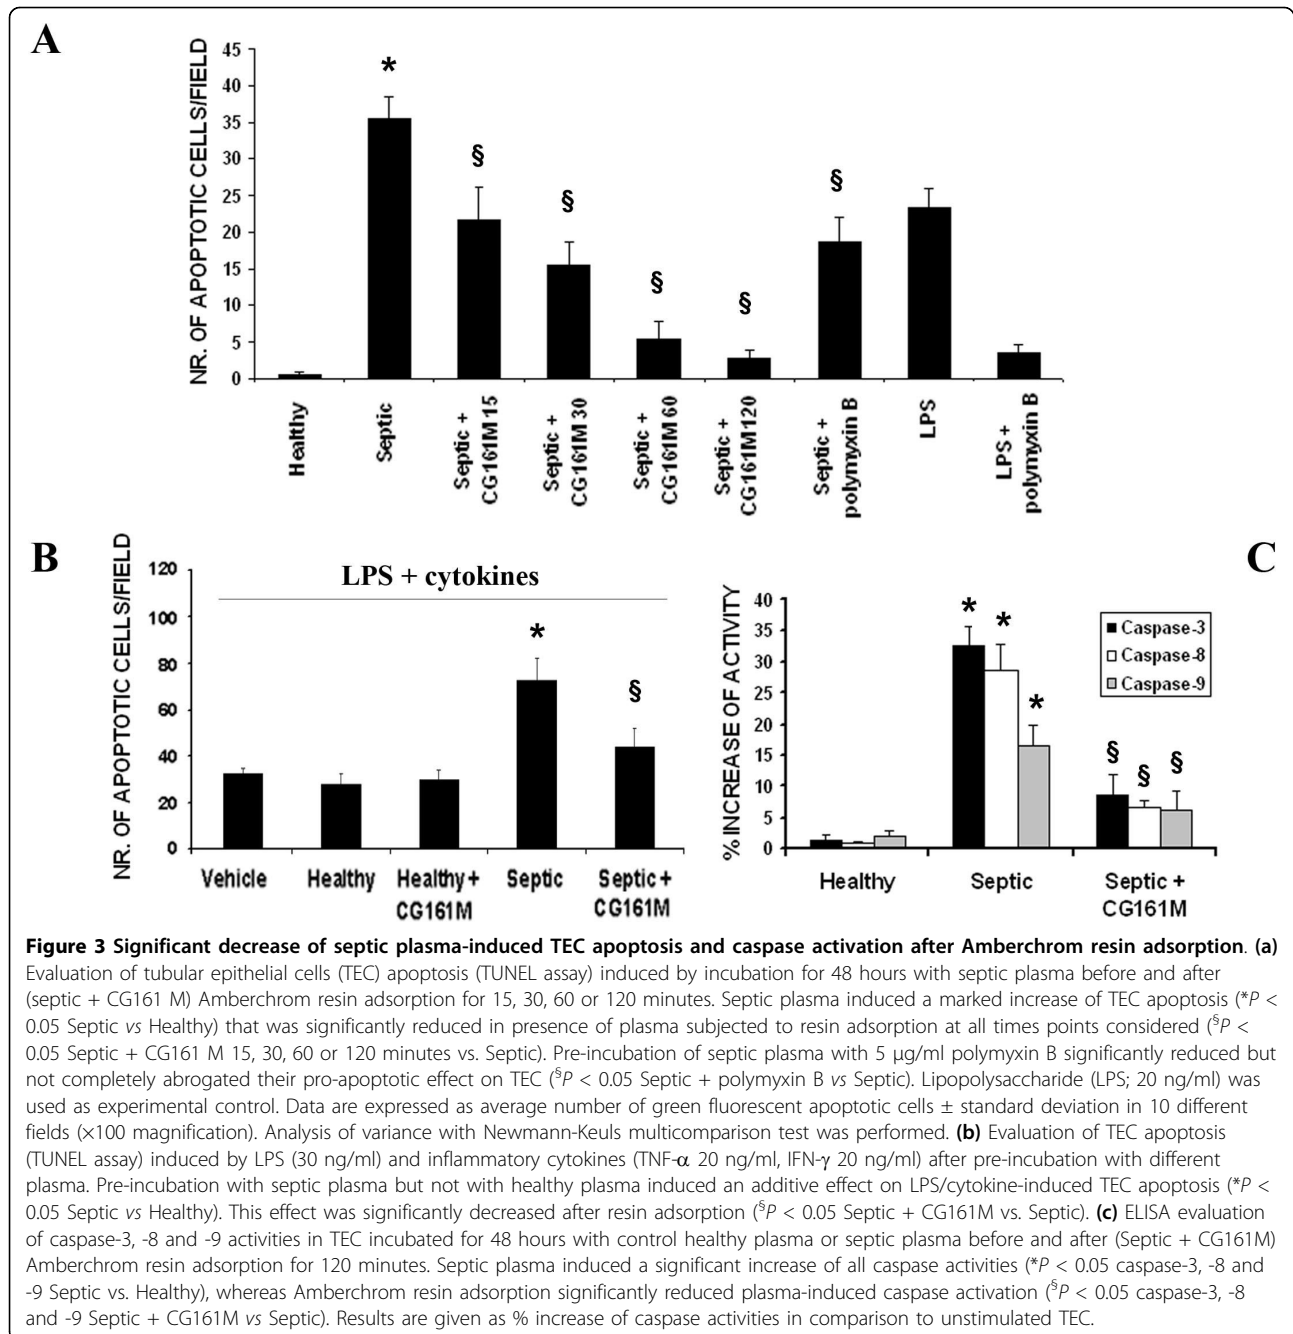 A
NR. OF APOPTOTIC CELLS/FIELD
45
40
35
30
25
20
15
10
5
0
*
§
§
§
§
§
Healthy
Septic
Septic +
CG161M 15
Septic +
CG161M 30
Septic +
CG161M 60
Septic +
CG161M120
Septic +
polymyxin B
LPS
LPS +
polymyxin B
B
NR. OF APOPTOTIC CELLS/FIELD
120
100
80
60
40
20
0
LPS + cytokines
*
§
Vehicle
Healthy
Healthy +
CG161M
Septic
Septic +
CG161M
C
% INCREASE OF ACTIVITY
40
35
30
25
20
15
10
5
0
*
*
*
§
§
§
Caspase-3
Caspase-8
Caspase-9
Healthy
Septic
Septic +
CG161M
Figure 3 Significant decrease of septic plasma-induced TEC apoptosis and caspase activation after Amberchrom resin adsorption. (a)
Evaluation of tubular epithelial cells (TEC) apoptosis (TUNEL assay) induced by incubation for 48 hours with septic plasma before and after
(septic + CG161 M) Amberchrom resin adsorption for 15, 30, 60 or 120 minutes. Septic plasma induced a marked increase of TEC apoptosis (*P <
0.05 Septic vs Healthy) that was significantly reduced in presence of plasma subjected to resin adsorption at all times points considered (§P <
0.05 Septic + CG161 M 15, 30, 60 or 120 minutes vs. Septic). Pre-incubation of septic plasma with 5 μg/ml polymyxin B significantly reduced but
not completely abrogated their pro-apoptotic effect on TEC (§P < 0.05 Septic + polymyxin B vs Septic). Lipopolysaccharide (LPS; 20 ng/ml) was
used as experimental control. Data are expressed as average number of green fluorescent apoptotic cells ± standard deviation in 10 different
fields (×100 magnification). Analysis of variance with Newmann-Keuls multicomparison test was performed. (b) Evaluation of TEC apoptosis
(TUNEL assay) induced by LPS (30 ng/ml) and inflammatory cytokines (TNF-α 20 ng/ml, IFN-γ 20 ng/ml) after pre-incubation with different
plasma. Pre-incubation with septic plasma but not with healthy plasma induced an additive effect on LPS/cytokine-induced TEC apoptosis (*P <
0.05 Septic vs Healthy). This effect was significantly decreased after resin adsorption (§P < 0.05 Septic + CG161M vs. Septic). (c) ELISA evaluation
of caspase-3, -8 and -9 activities in TEC incubated for 48 hours with control healthy plasma or septic plasma before and after (Septic + CG161M)
Amberchrom resin adsorption for 120 minutes. Septic plasma induced a significant increase of all caspase activities (*P < 0.05 caspase-3, -8 and
-9 Septic vs. Healthy), whereas Amberchrom resin adsorption significantly reduced plasma-induced caspase activation (§P < 0.05 caspase-3, -8
and -9 Septic + CG161M vs Septic). Results are given as % increase of caspase activities in comparison to unstimulated TEC.